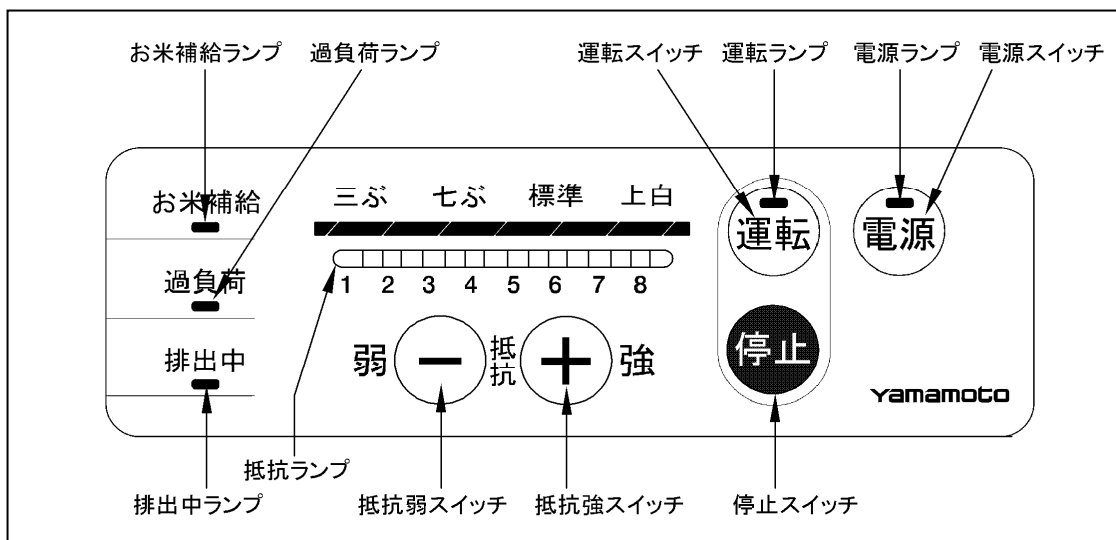 お米補給ランプ 過負荷ランプ 運転スイッチ 運転ランプ 電源ランプ 電源スイッチ
お米補給
過負荷
排出中
三ぶ 七ぶ 標準 上白
1 2 3 4 5 6 7 8
弱 － 抵抗 ＋ 強
運転
停止
電源
yamamoto
抵抗ランプ
排出中ランプ 抵抗弱スイッチ 抵抗強スイッチ 停止スイッチ